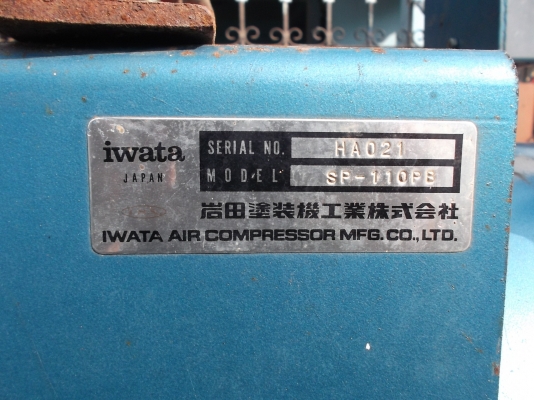 iwata
JAPAN
SERIAL NO. HA021
MODEL SP-110PB
岩田塗装機工業株式会社
IWATA AIR COMPRESSOR MFG. CO., LTD.